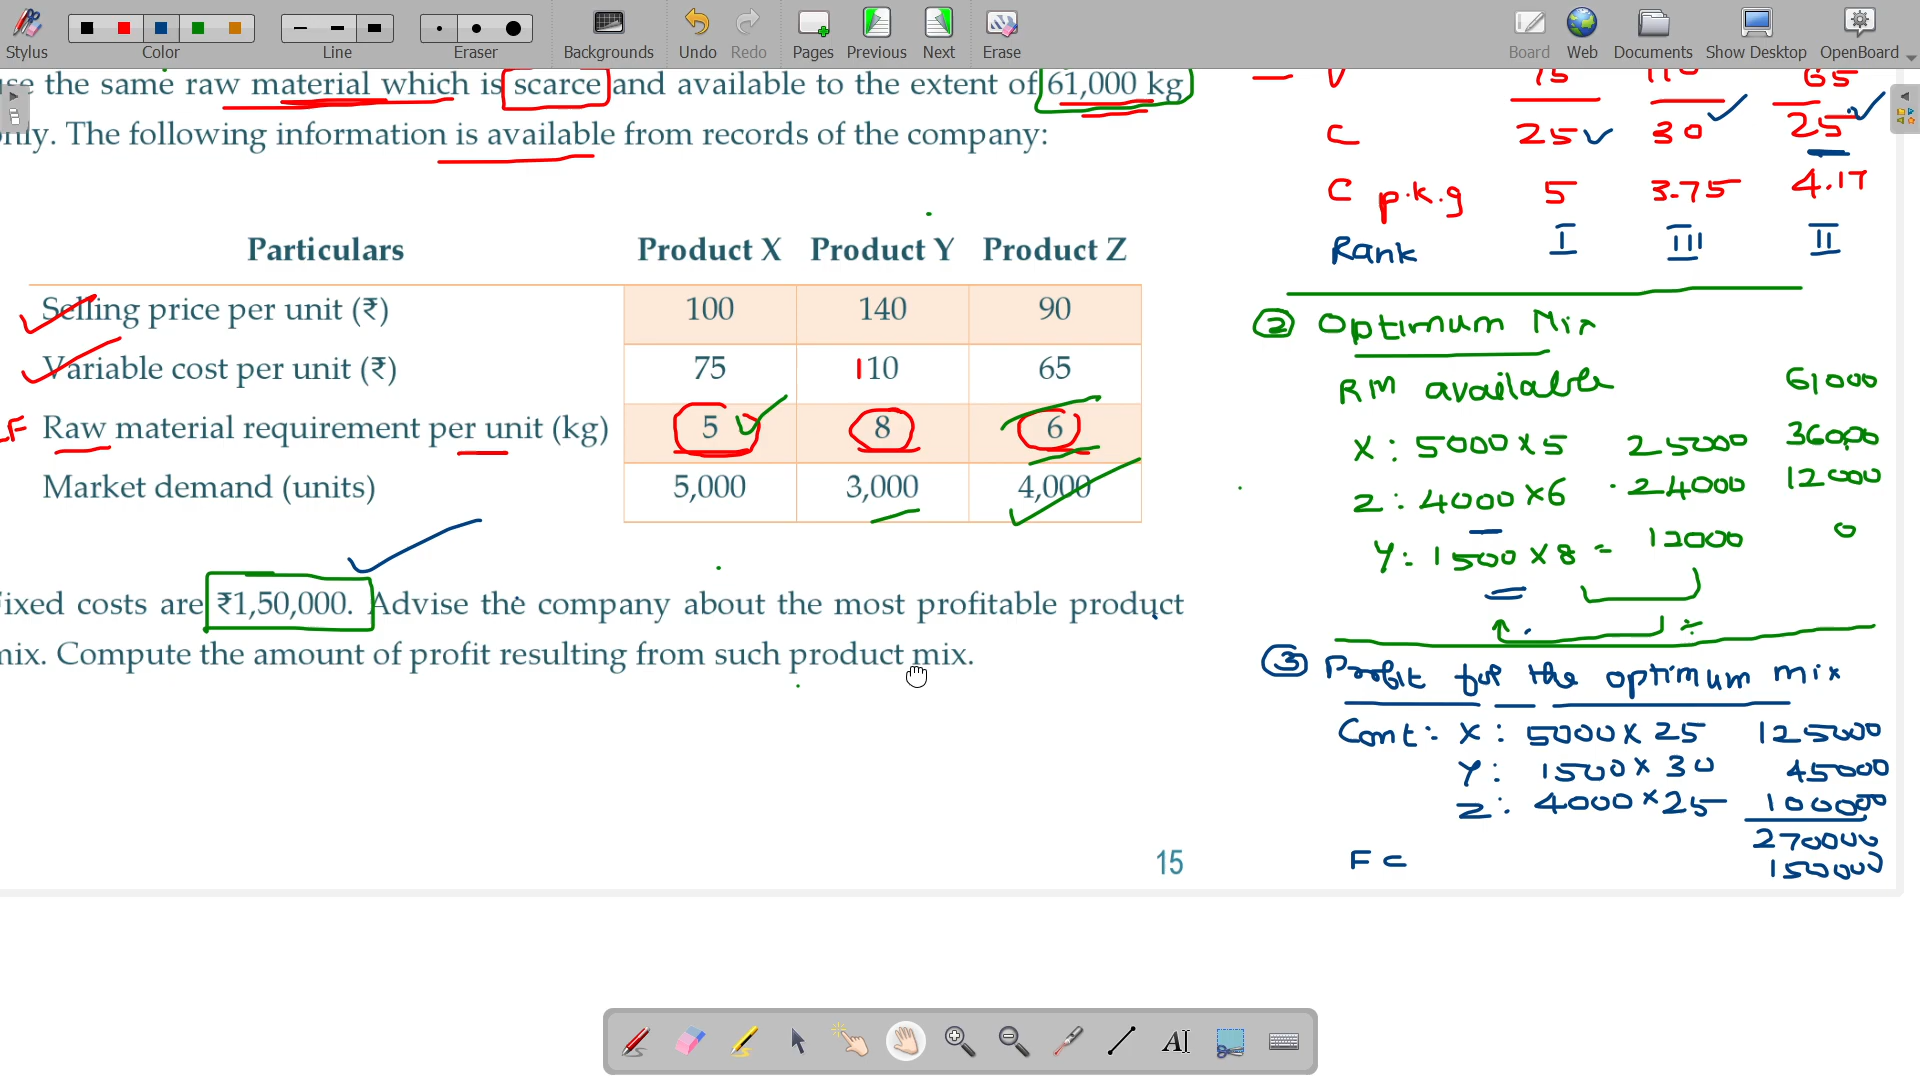 Stylus Color Line Eraser Backgrounds Undo Redo Pages Previous Next Erase Board Web Documents Show Desktop OpenBoard
se the same raw material which is scarce and available to the extent of 61,000 kg
nly. The following information is available from records of the company:
Particulars Product X Product Y Product Z
Selling price per unit (₹) 100 140 90
Variable cost per unit (₹) 75 110 65
F Raw material requirement per unit (kg) 5 8 6
Market demand (units) 5,000 3,000 4,000
ixed costs are ₹1,50,000. Advise the company about the most profitable product
mix. Compute the amount of profit resulting from such product mix.
15
V 75 110 65
C 25 30 25
C p.k.g 5 3.75 4.17
Rank I III II
② Optimum Mix
RM available 61000
X: 5000 x 5 25000 36000
Z: 4000 x 6 24000 12000
Y: 1500 x 8 = 12000 0
÷
③ Profit for the optimum mix
Cont: X: 5000 x 25 125000
Y: 1500 x 30 45000
Z: 4000 x 25 100000
270000
FC 150000